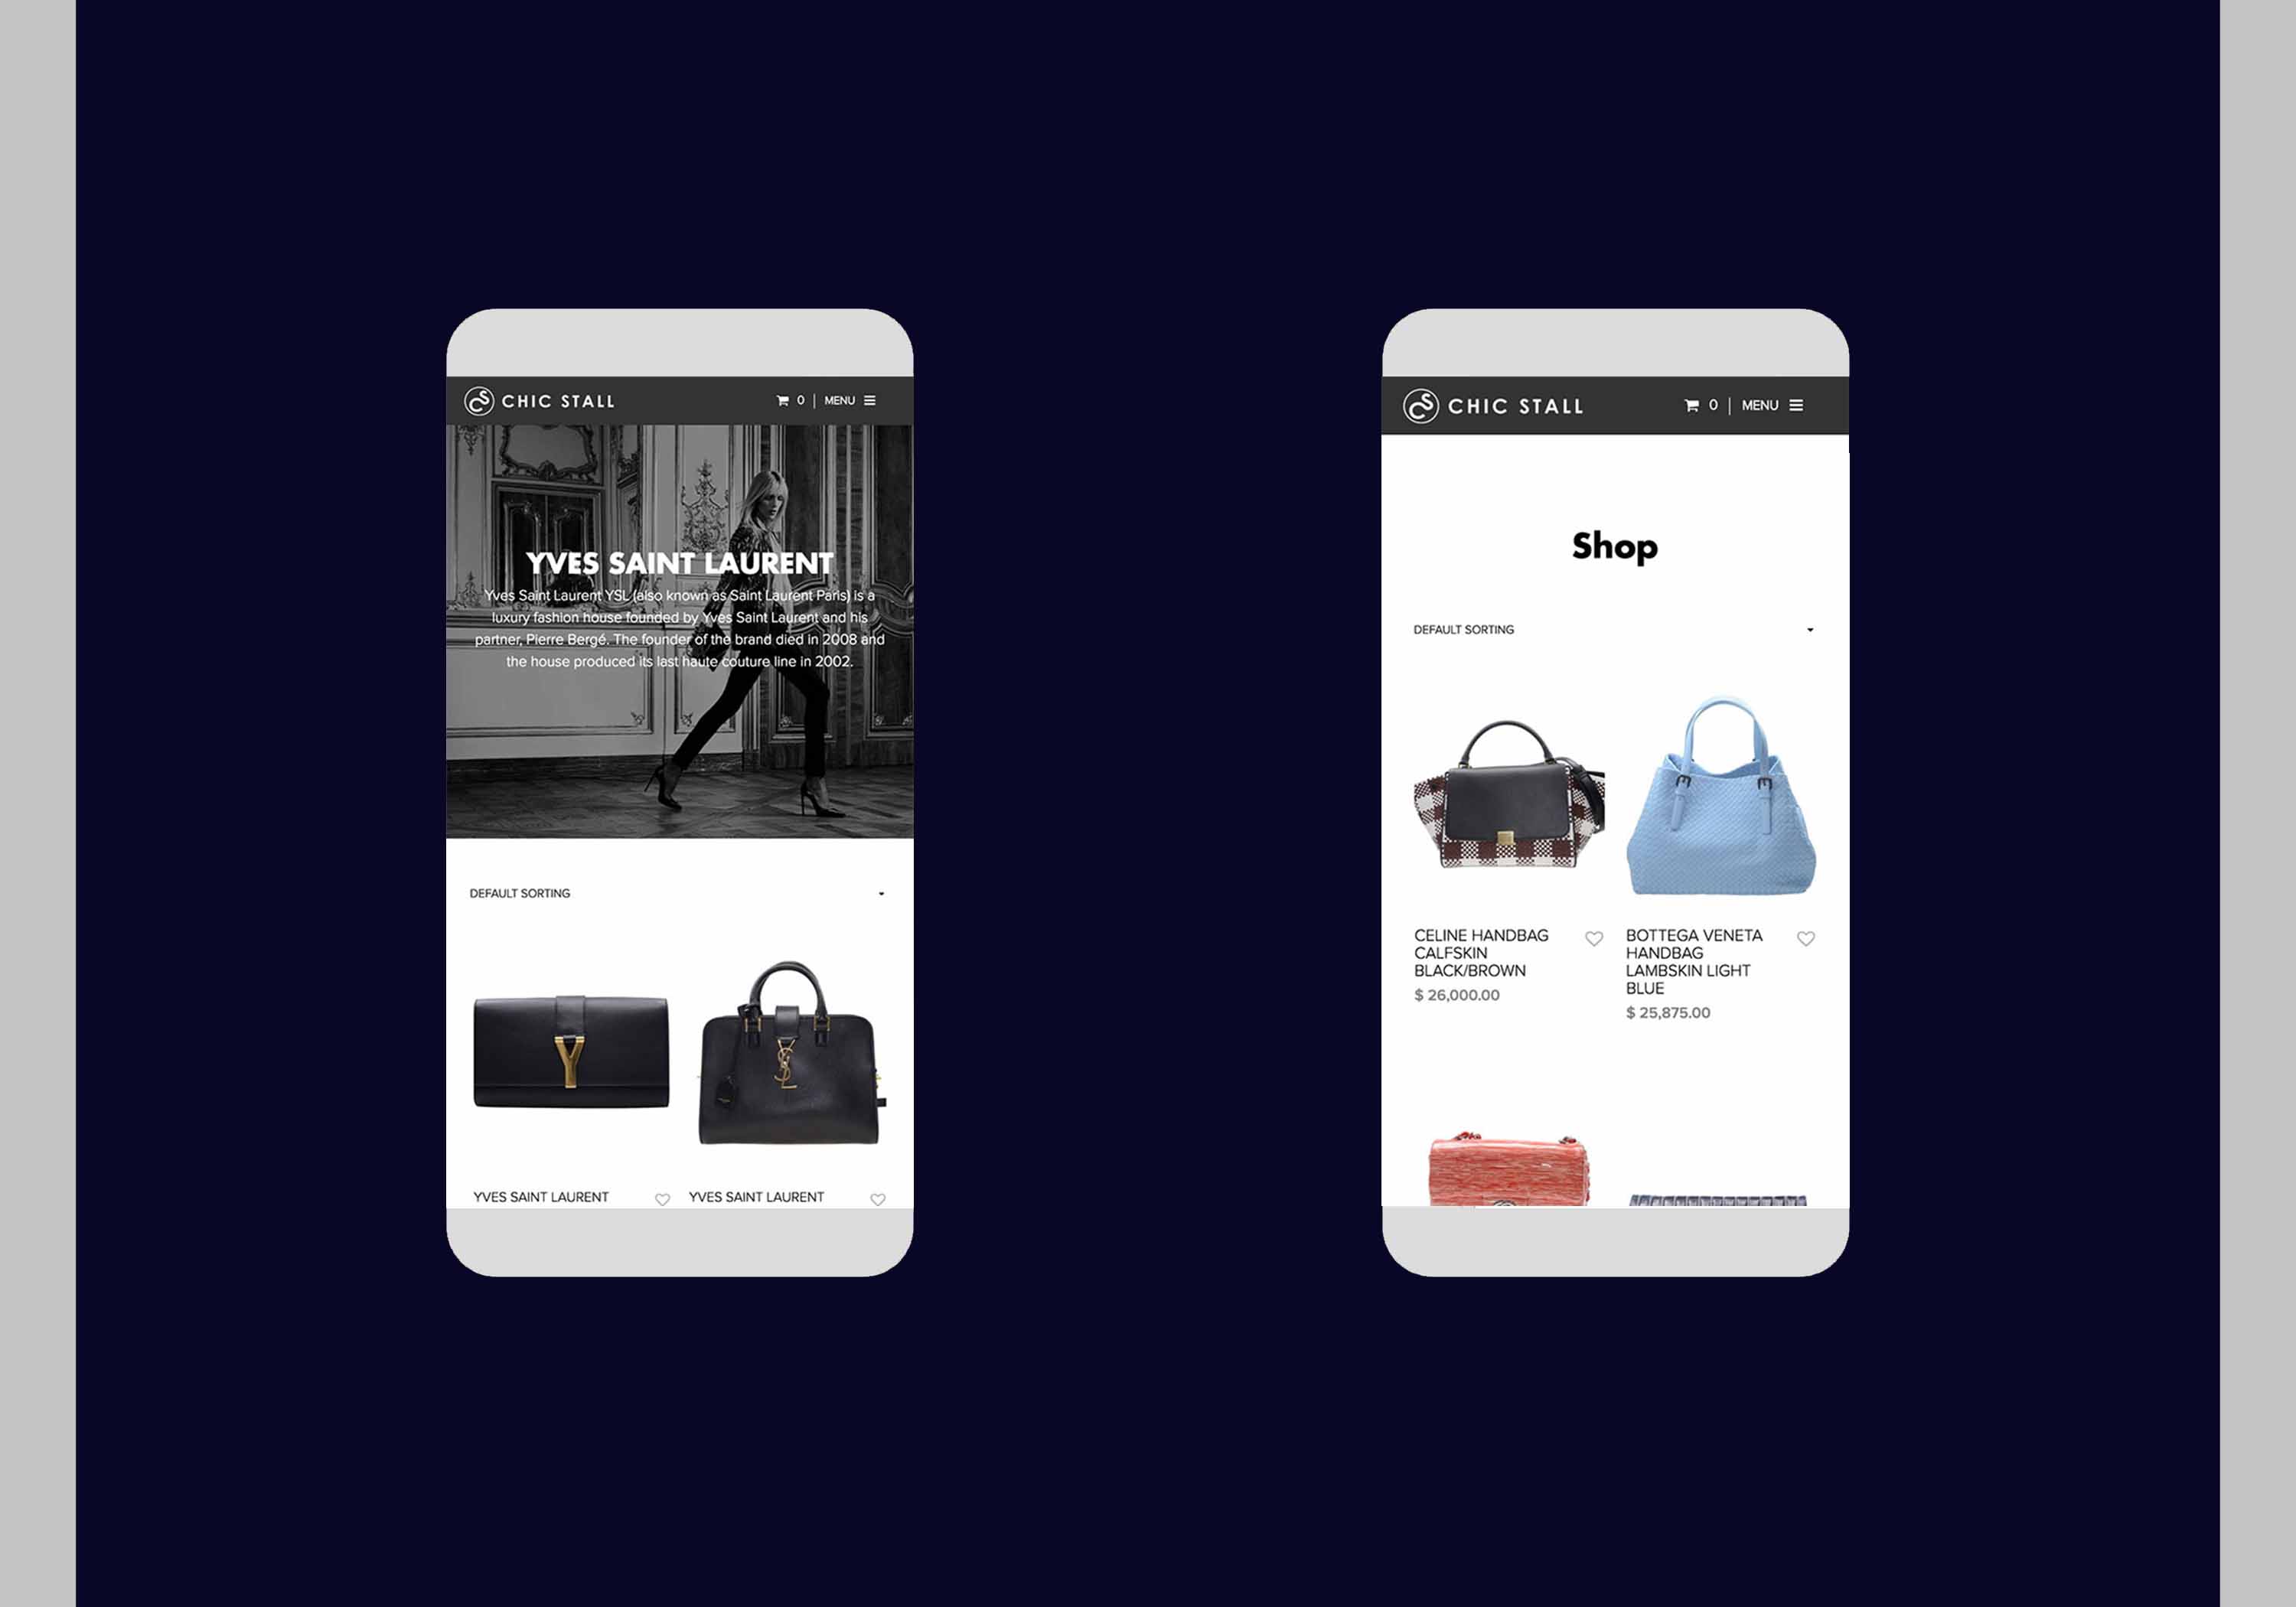 CS CHIC STALL
0 | MENU
YVES SAINT LAURENT
Yves Saint Laurent YSL (also known as Saint Laurent Paris) is a
luxury fashion house founded by Yves Saint Laurent and his
partner, Pierre Bergé. The founder of the brand died in 2008 and
the house produced its last haute couture line in 2002.
DEFAULT SORTING
Y
YSL
YVES SAINT LAURENT
YVES SAINT LAURENT
CS CHIC STALL
0 | MENU
Shop
DEFAULT SORTING
CELINE HANDBAG
CALFSKIN
BLACK/BROWN
$ 26,000.00
BOTTEGA VENETA
HANDBAG
LAMBSKIN LIGHT
BLUE
$ 25,875.00